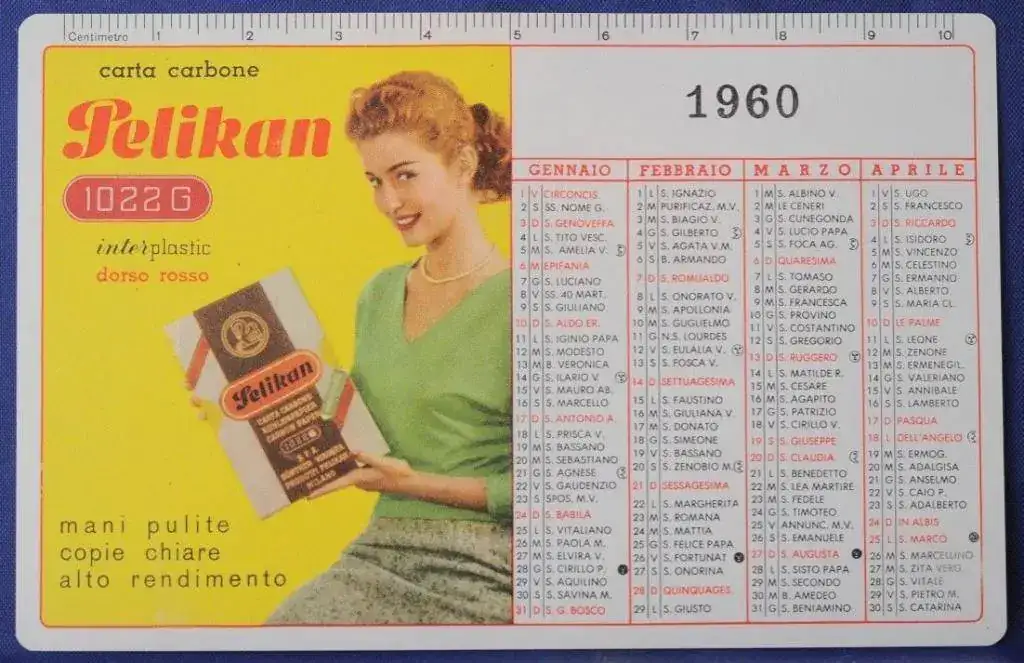 Centimetro 1 2 3 4 5 6 7 8 9 10
carta carbone
Pelikan
1022 G
interplastic
dorso rosso
Pelikan
CARTA CARBONE
KOHLENPAPIER
CARBON PAPER
1022 G
S.P.A.
GÜNTHER WAGNER
PRODOTTI PELIKAN
MILANO
mani pulite
copie chiare
alto rendimento
1960
GENNAIO
1 V CIRCONCIS.
2 S SS. NOME G.
3 D S. GENOVEFFA
4 L S. TITO VESC.
5 M S. AMELIA V.
6 M EPIFANIA
7 G S. LUCIANO
8 V SS. 40 MART.
9 S S. GIULIANO
10 D S. ALDO ER.
11 L S. IGINIO PAPA
12 M S. MODESTO
13 M B. VERONICA
14 G S. ILARIO V.
15 V S. MAURO AB.
16 S S. MARCELLO
17 D S. ANTONIO A.
18 L S. PRISCA V.
19 M S. BASSANO
20 M S. SEBASTIANO
21 G S. AGNESE
22 V S. GAUDENZIO
23 S SPOS. M.V.
24 D S. BABILA
25 L S. VITALIANO
26 M S. PAOLA M.
27 M S. ELVIRA V.
28 G S. CIRILLO P.
29 V S. AQUILINO
30 S S. SAVINA M.
31 D S. G. BOSCO
FEBBRAIO
1 L S. IGNAZIO
2 M PURIFICAZ. M.V.
3 M S. BIAGIO V.
4 G S. GILBERTO
5 V S. AGATA V.M.
6 S B. ARMANDO
7 D S. ROMUALDO
8 L S. ONORATO V.
9 M S. APOLLONIA
10 M S. GUGLIELMO
11 G N.S. LOURDES
12 V S. EULALIA V.
13 S S. FOSCA V.
14 D SETTUAGESIMA
15 L S. FAUSTINO
16 M S. GIULIANA V.
17 M S. DONATO
18 G S. SIMEONE
19 V S. BASSANO
20 S S. ZENOBIO M.
21 D SESSAGESIMA
22 L S. MARGHERITA
23 M S. ROMANA
24 M S. MATTIA
25 G S. FELICE PAPA
26 V S. FORTUNAT
27 S S. ONDRINA
28 D QUINQUAGES.
29 L S. GIUSTO
MARZO
1 M S. ALBINO V.
2 M LE CENERI
3 G S. CUNEGONDA
4 V S. LUCIO PAPA
5 S S. FOCA AG.
6 D QUARESIMA
7 L S. TOMASO
8 M S. GERARDO
9 M S. FRANCESCA
10 G S. PROVINO
11 V S. COSTANTINO
12 S S. GREGORIO
13 D S. RUGGERO
14 L S. MATILDE R.
15 M S. CESARE
16 M S. AGAPITO
17 G S. PATRIZIO
18 V S. CIRILLO V.
19 S S. GIUSEPPE
20 D S. CLAUDIA
21 L S. BENEDETTO
22 M S. LEA MARTIRE
23 M S. FEDELE
24 G S. TIMOTEO
25 V ANNUNC. M.V.
26 S S. EMANUELE
27 D S. AUGUSTA
28 L S. SISTO PAPA
29 M S. SECONDO
30 M B. AMEDEO
31 G S. BENIAMINO
APRILE
1 V S. UGO
2 S S. FRANCESCO
3 D S. RICCARDO
4 L S. ISIDORO
5 M S. VINCENZO
6 M S. CELESTINO
7 G S. ERMANNO
8 V S. ALBERTO
9 S S. MARIA CL.
10 D LE PALME
11 L S. LEONE
12 M S. ZENONE
13 M S. ERMENEGIL.
14 G S. VALERIANO
15 V S. ANNIBALE
16 S S. LAMBERTO
17 D PASQUA
18 L DELL'ANGELO
19 M S. ERMOG.
20 M S. ADALGISA
21 G S. ANSELMO
22 V S. CAIO P.
23 S S. ADALBERTO
24 D IN ALBIS
25 L S. MARCO
26 M S. MARCELLINO
27 M S. ZITA VERG.
28 G S. VITALE
29 V S. PIETRO M.
30 S S. CATARINA